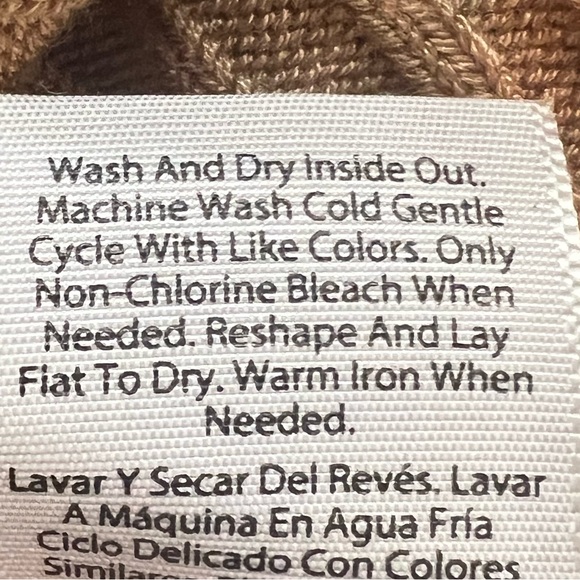 Wash And Dry Inside Out.
Machine Wash Cold Gentle
Cycle With Like Colors. Only
Non-Chlorine Bleach When
Needed. Reshape And Lay
Flat To Dry. Warm Iron When
Needed.
Lavar Y Secar Del Revés. Lavar
A Máquina En Agua Fría
Ciclo Delicado Con Colores